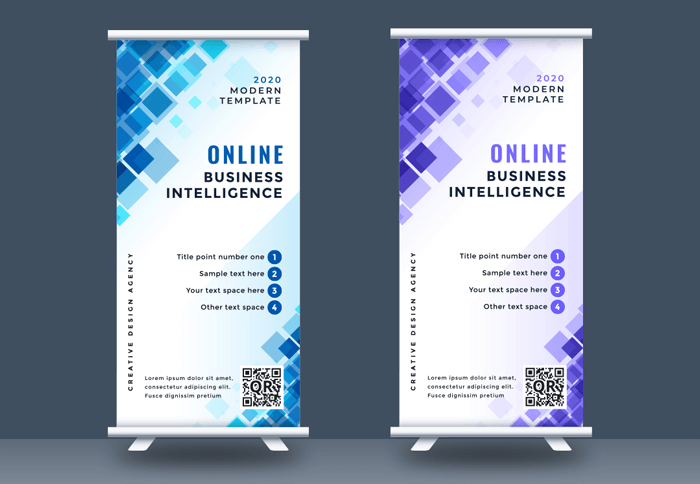 2020
MODERN
TEMPLATE
ONLINE
BUSINESS
INTELLIGENCE
Title point number one 1
Sample text here 2
Your text space here 3
Other text space 4
CREATIVE DESIGN AGENCY
Lorem ipsum dolor sit amet,
consectetur adipiscing elit.
Fusce dignissim pretium
QR
2020
MODERN
TEMPLATE
ONLINE
BUSINESS
INTELLIGENCE
Title point number one 1
Sample text here 2
Your text space here 3
Other text space 4
CREATIVE DESIGN AGENCY
Lorem ipsum dolor sit amet,
consectetur adipiscing elit.
Fusce dignissim pretium
QR